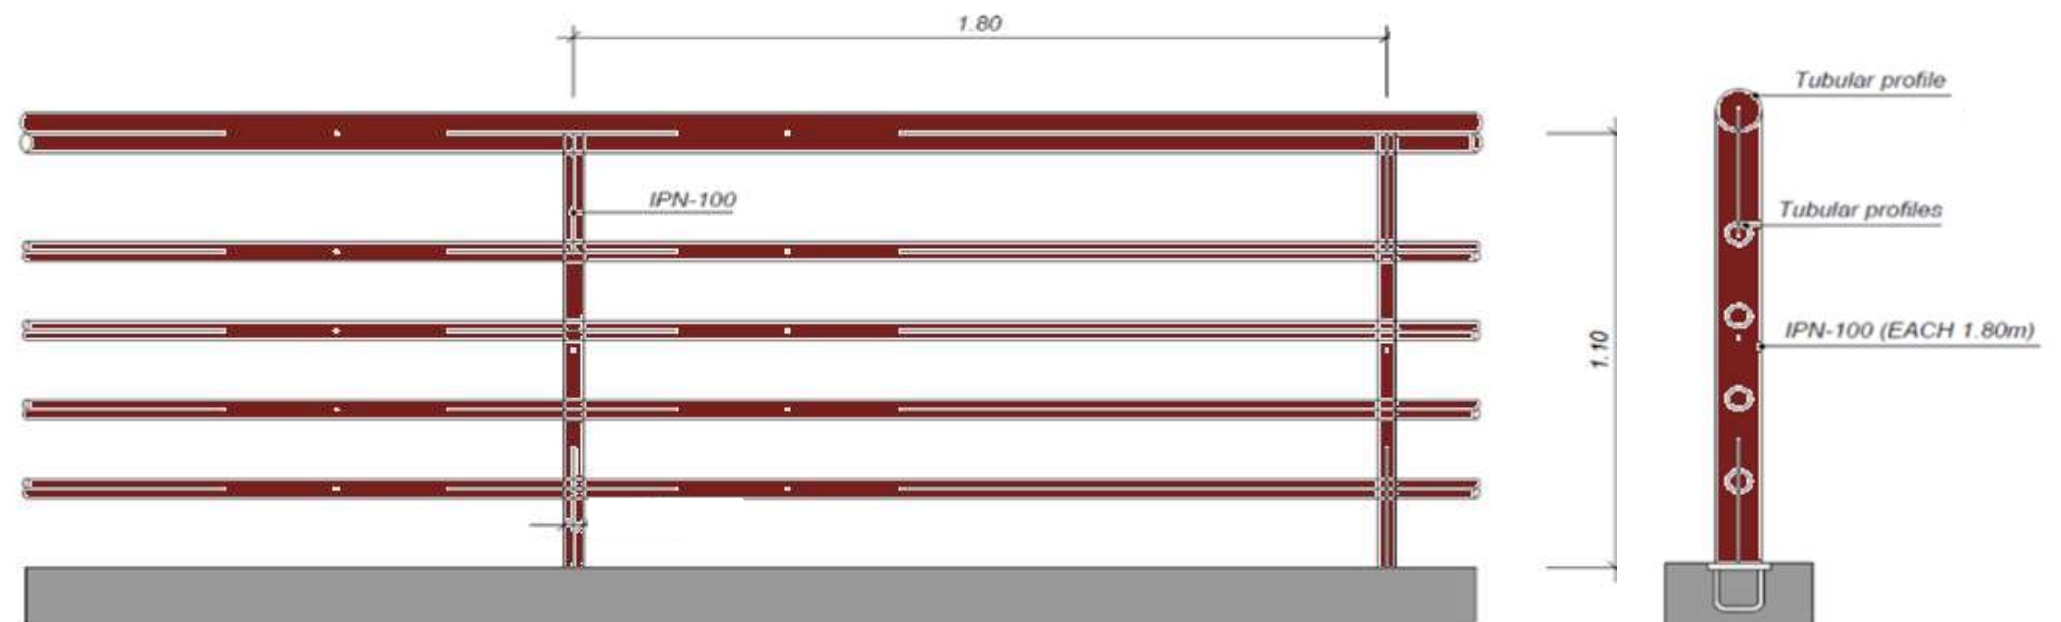 1.80
Tubular profile
IPN-100
Tubular profiles
IPN-100 (EACH 1.80m)
1.10